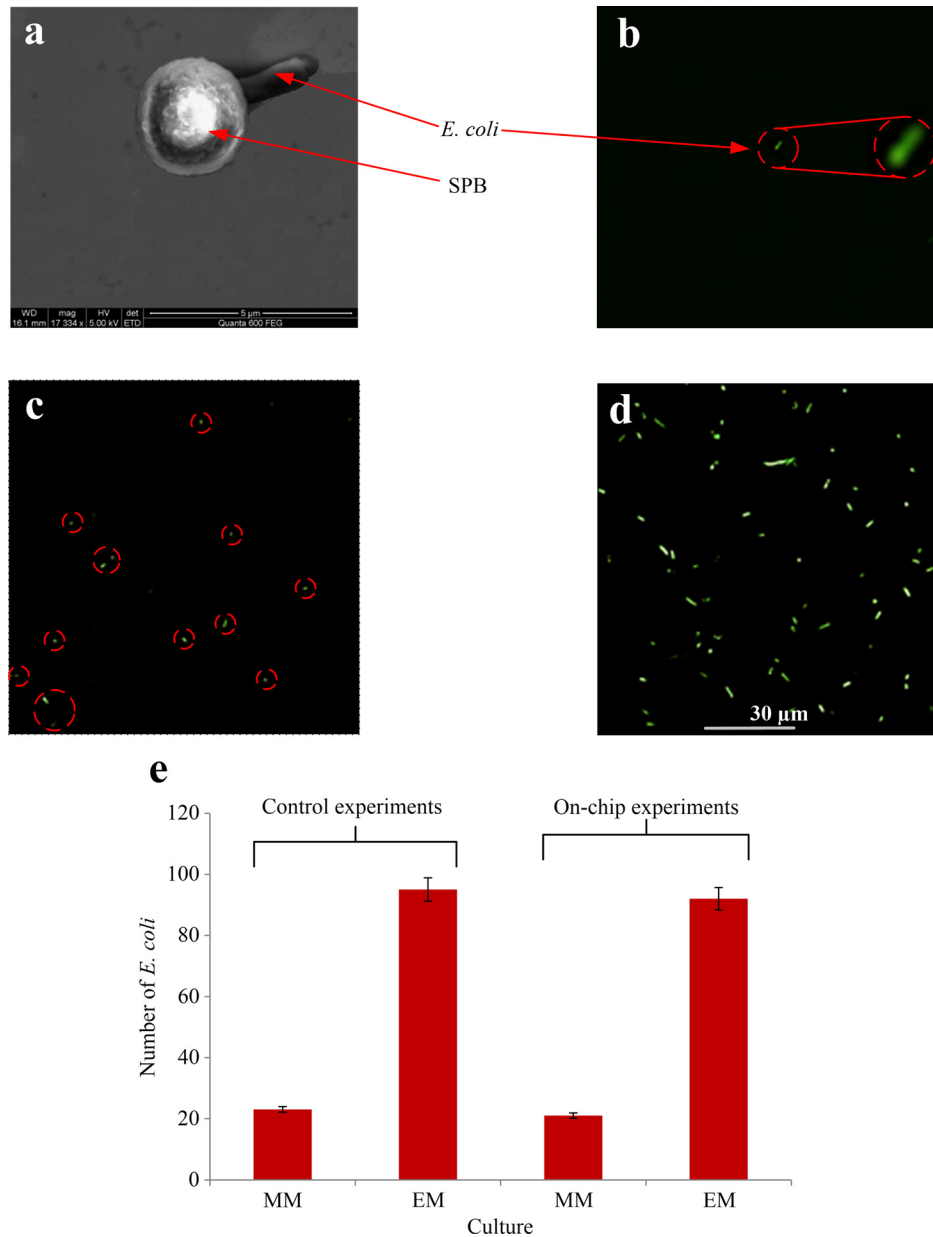 a
b
E. coli
SPB
WD mag HV det 5 µm
16.1 mm 17 334 x 5.00 kV ETD Quanta 600 FEG
c
d
30 µm
e
Control experiments
On-chip experiments
Number of E. coli
120
100
80
60
40
20
0
MM EM MM EM
Culture